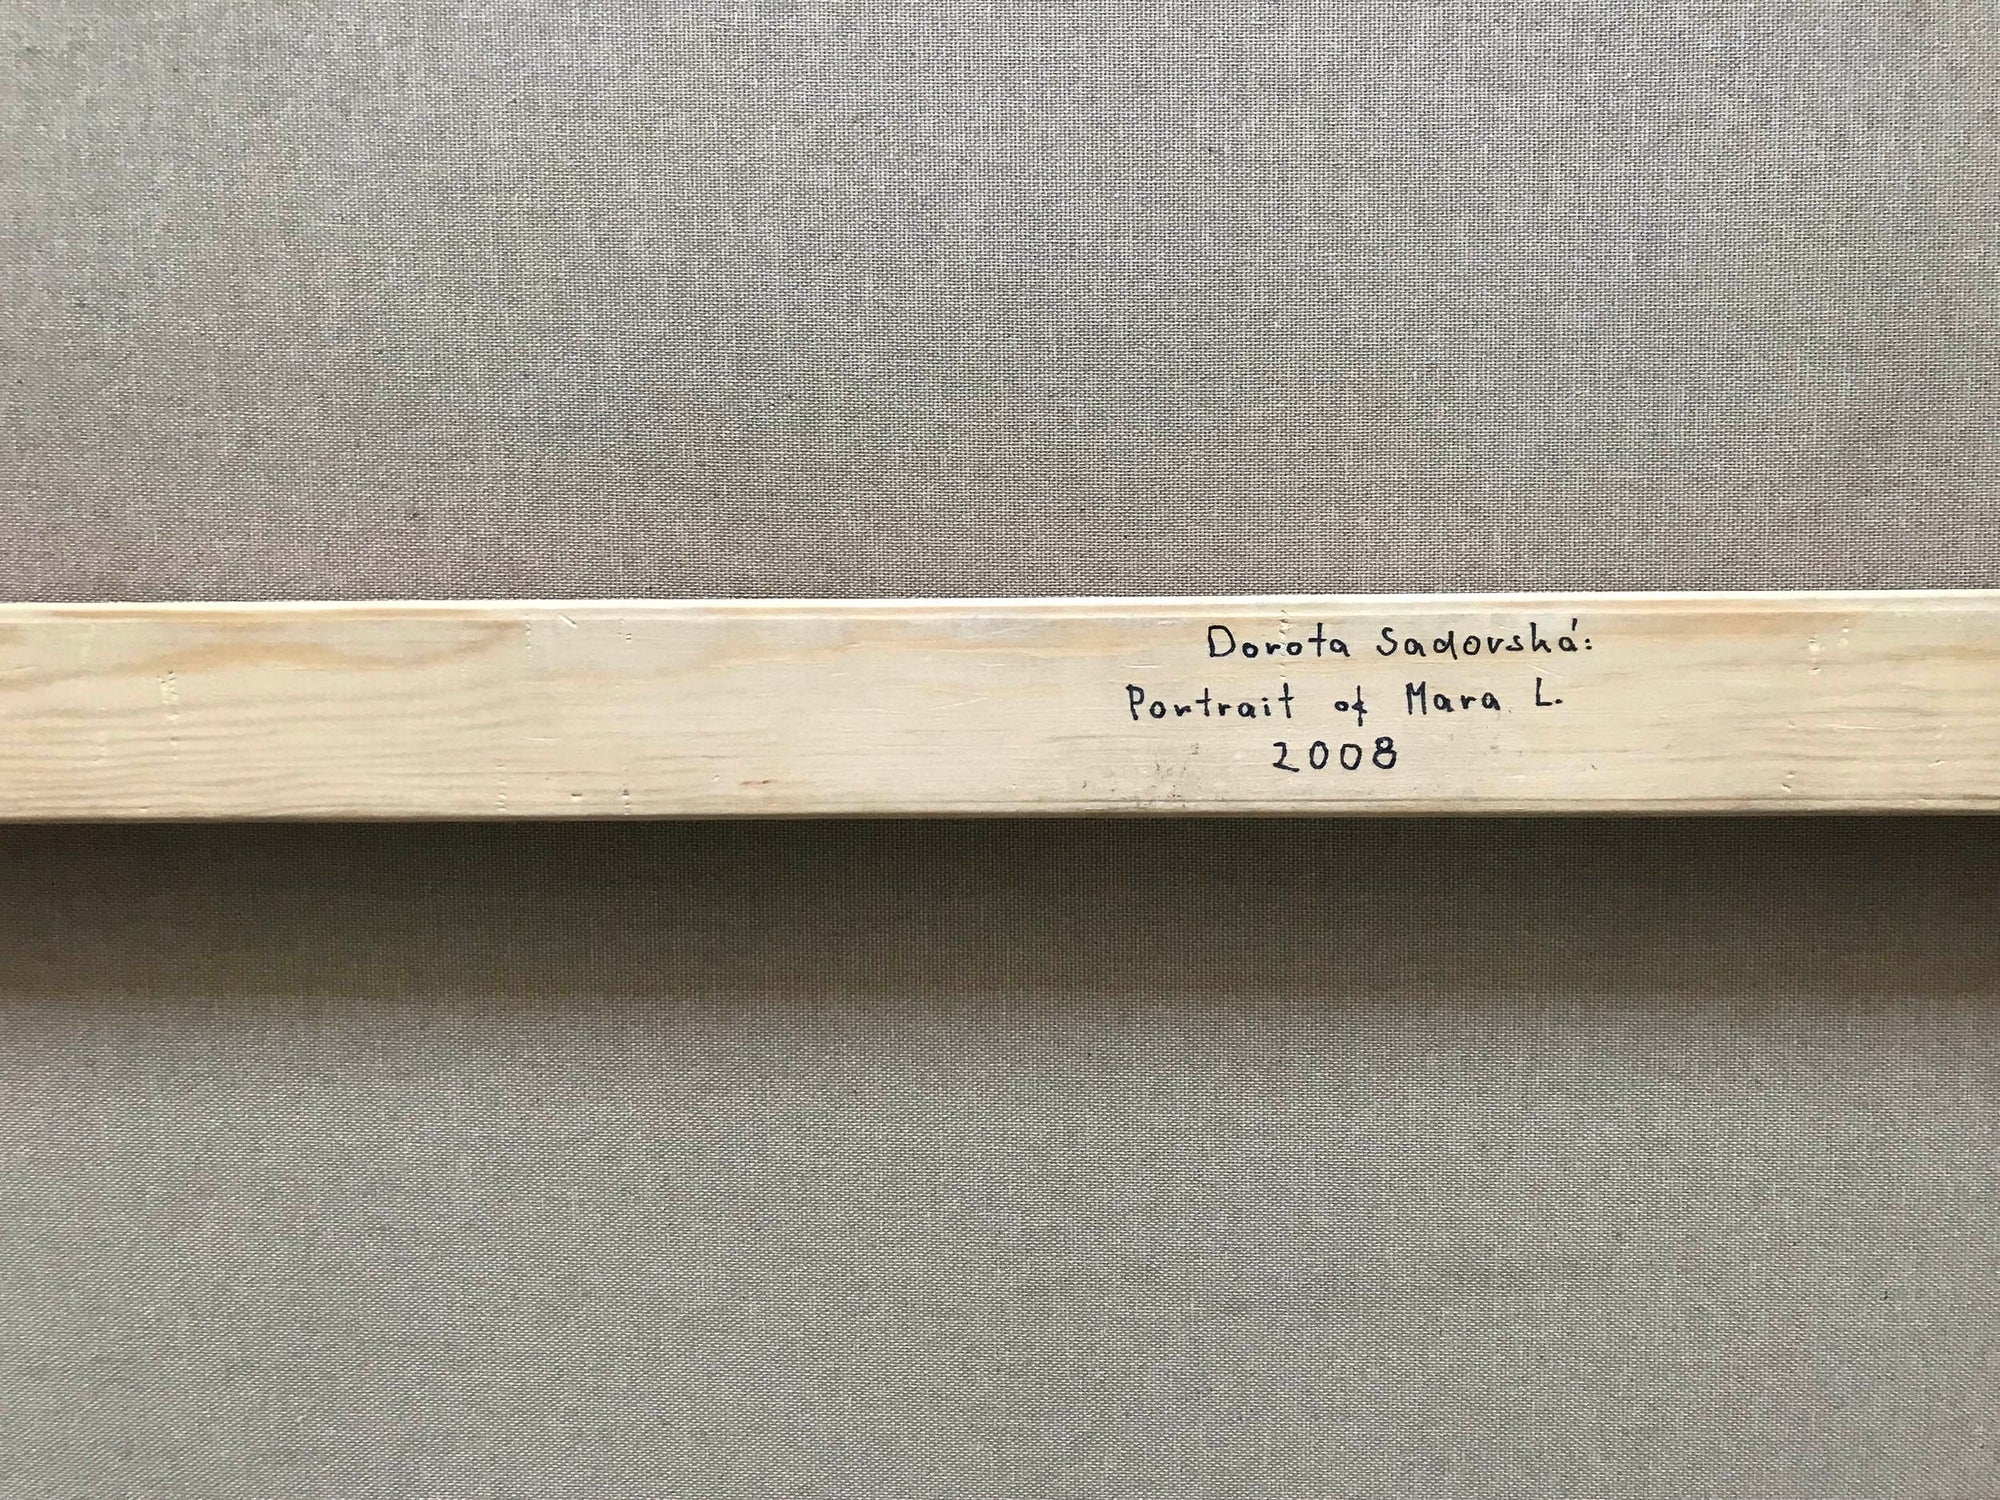 Dorota Sadovská:
Portrait of Mara L.
2008